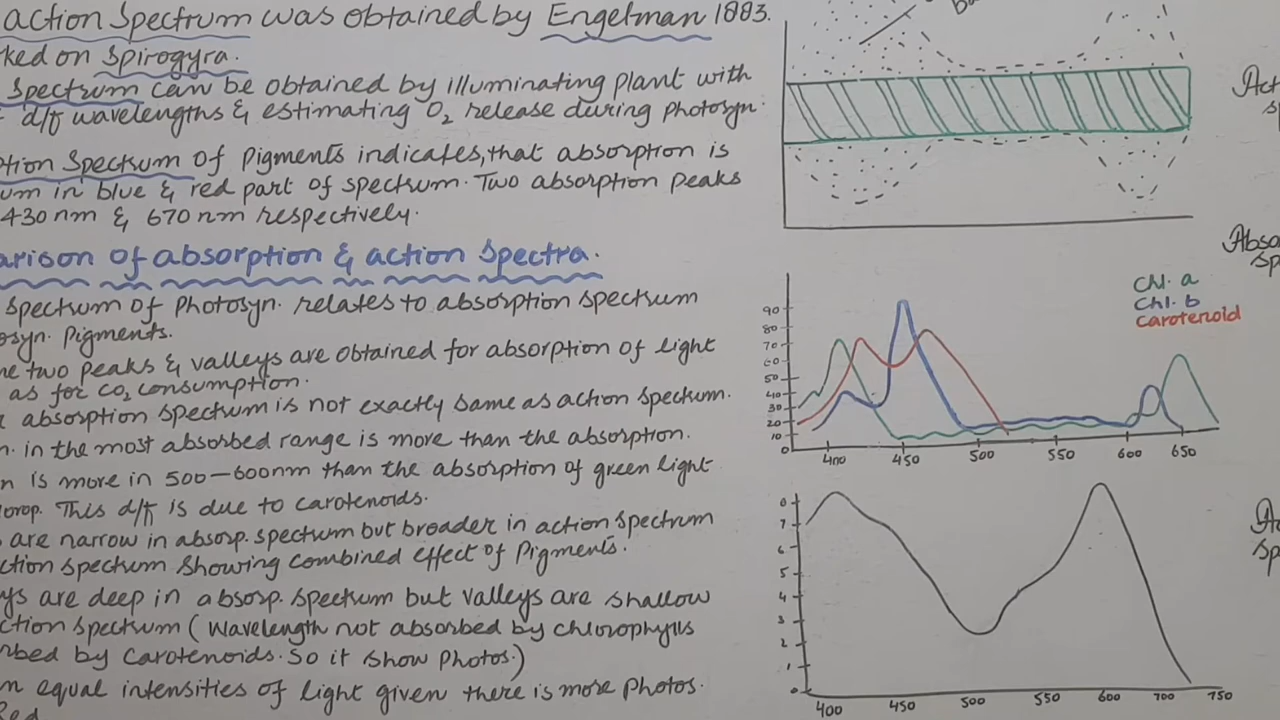 action Spectrum was obtained by Engelman 1883.
ked on Spirogyra.
Spectrum can be obtained by illuminating plant with
d/f wavelengths & estimating O₂ release during Photosyn.
tion Spectrum of Pigments indicates, that absorption is
um in blue & red part of spectrum. Two absorption peaks
430 nm & 670 nm respectively.
arison of absorption & action Spectra.
Spectrum of Photosyn. relates to absorption spectrum
osyn. Pigments.
me two peaks & valleys are obtained for absorption of light
as for CO₂ consumption.
absorption spectrum is not exactly same as action spectrum.
n. in the most absorbed range is more than the absorption.
n is more in 500-600nm than the absorption of green light
orop. This d/f is due to carotenoids.
are narrow in absorp. spectrum but broader in action spectrum
ction spectrum showing combined effect of Pigments.
ys are deep in absorp. spectrum but valleys are shallow
ction spectrum (wavelength not absorbed by chlorophylls
rbed by Carotenoids. So it show Photos.)
n equal intensities of light given there is more Photos.
Red
Act
sp
Abso
sp
Chl. a
Chl. b
Carotenoid
90
80
70
60
50
40
30
20
10
0
400 450 500 550 600 650
Ac
sp
8
7
6
5
4
3
2
1
0
400 450 500 550 600 700 750